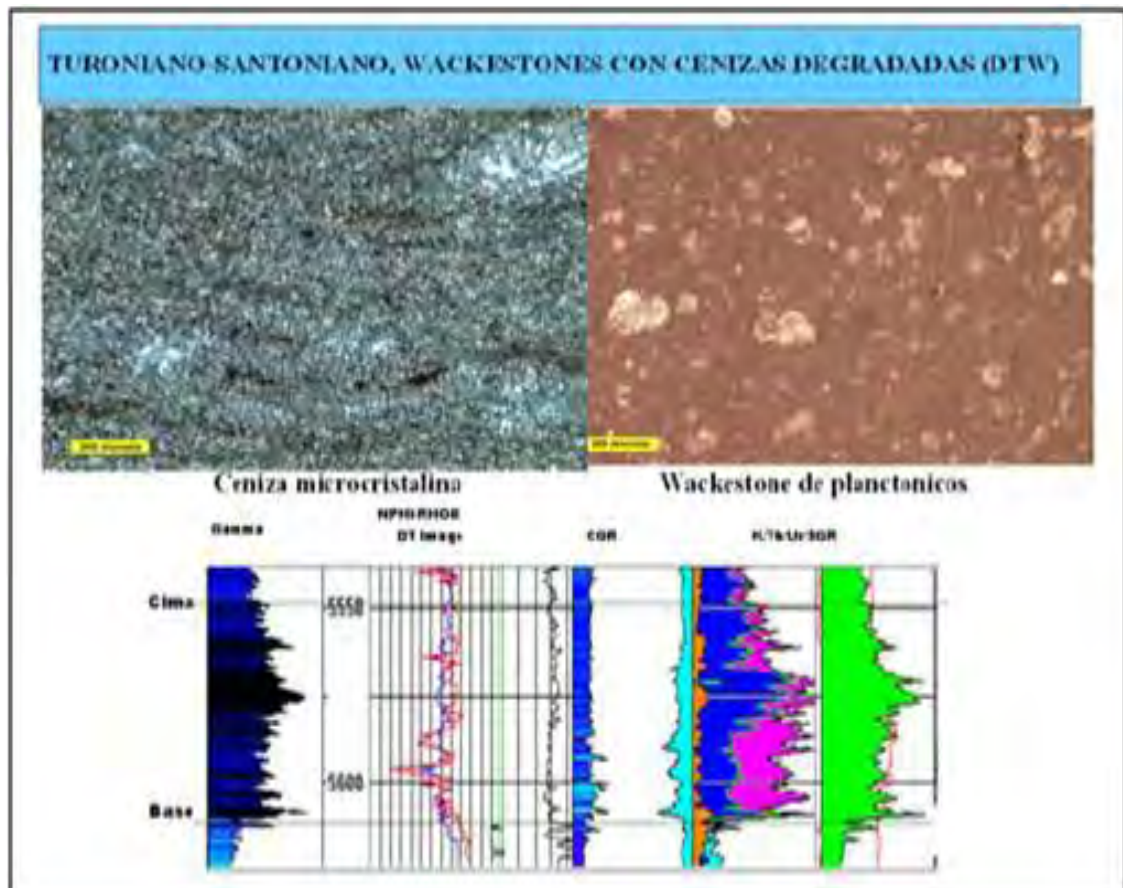 TURONIANO-SANTONIANO, WACKESTONES CON CENIZAS DEGRADADAS (DTW)
Ceniza microcristalina
Wackestone de planctonicos
Gamma
NPHI/RHOB
DT Image
CGR
K/Th/Ur/SGR
Cima
5550
5600
Base